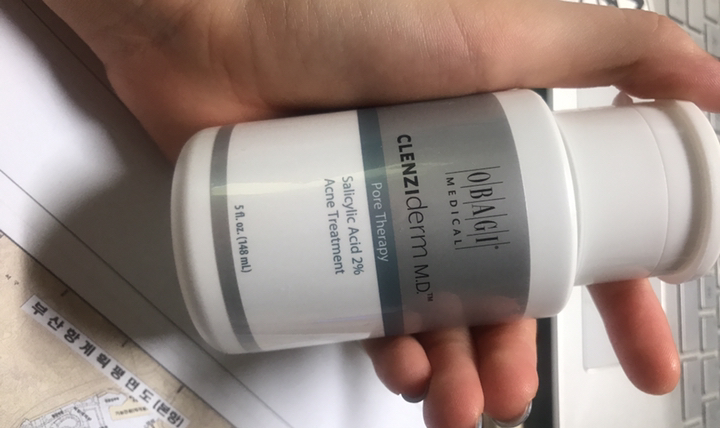 OBAGI®
MEDICAL
CLENZIderm M.D.™
Pore Therapy
Salicylic Acid 2%
Acne Treatment
5 fl. oz. (148 mL)
부산항계획평면도(본항)